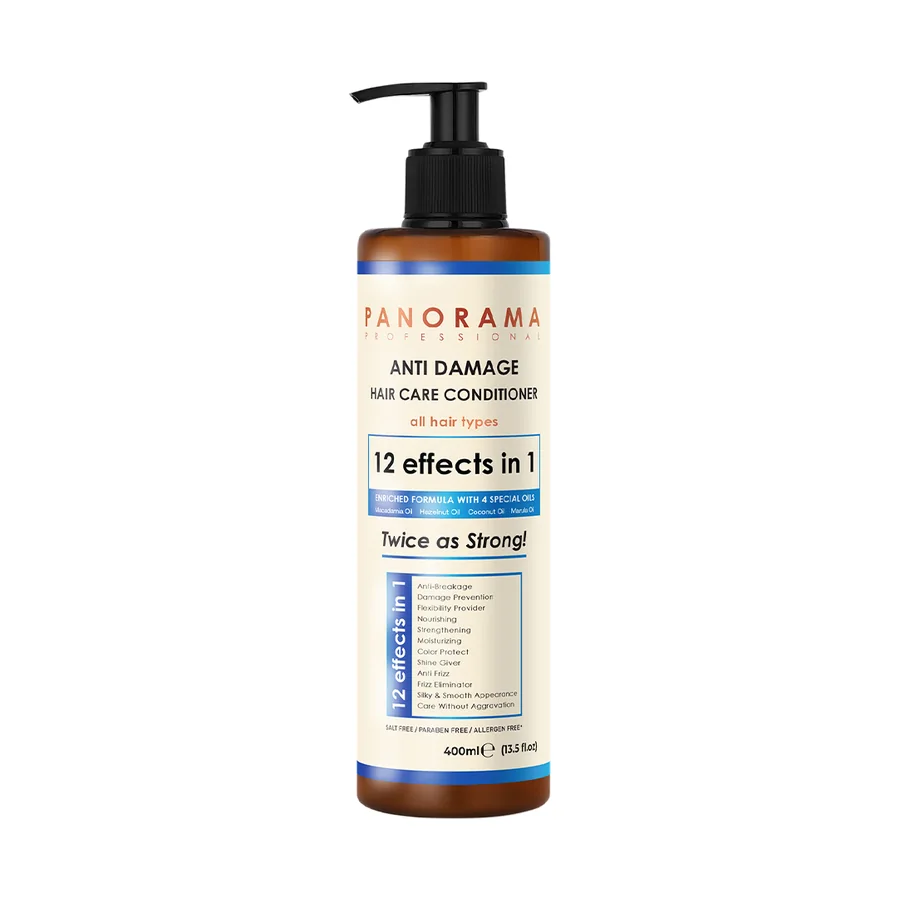 PANORAMA
PROFESSIONAL
ANTI DAMAGE
HAIR CARE CONDITIONER
all hair types
12 effects in 1
ENRICHED FORMULA WITH 4 SPECIAL OILS
Macadamia Oil Hazelnut Oil Coconut Oil Marula Oil
Twice as Strong!
12 effects in 1
Anti-Breakage
Damage Prevention
Flexibility Provider
Nourishing
Strengthening
Moisturizing
Color Protect
Shine Giver
Anti Frizz
Frizz Eliminator
Silky & Smooth Appearance
Care Without Aggravation
SALT FREE / PARABEN FREE / ALLERGEN FREE*
400ml℮ (13.5 fl.oz)